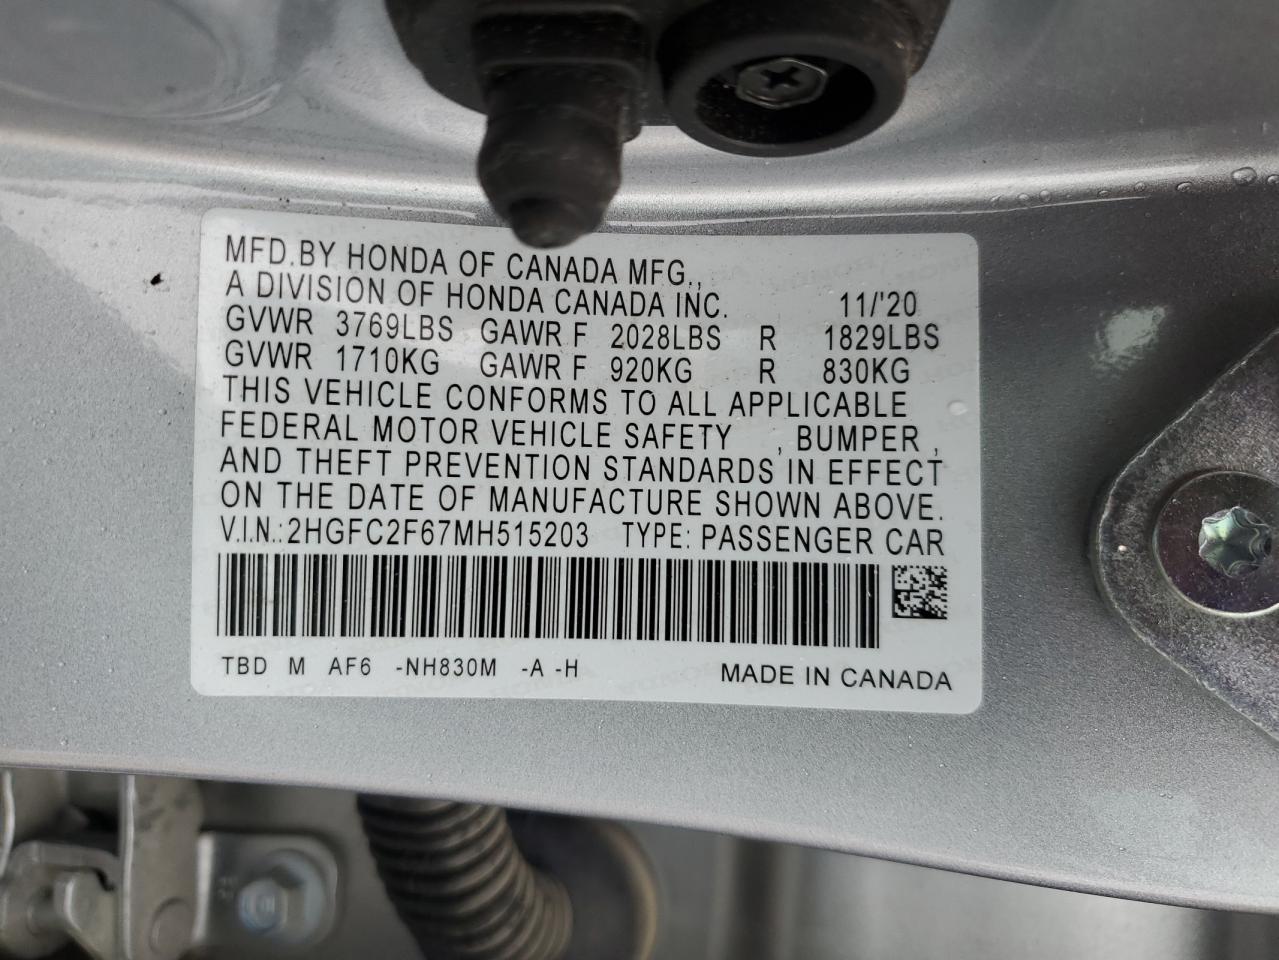 MFD.BY HONDA OF CANADA MFG.,
A DIVISION OF HONDA CANADA INC. 11/'20
GVWR 3769LBS GAWR F 2028LBS R 1829LBS
GVWR 1710KG GAWR F 920KG R 830KG
THIS VEHICLE CONFORMS TO ALL APPLICABLE
FEDERAL MOTOR VEHICLE SAFETY , BUMPER ,
AND THEFT PREVENTION STANDARDS IN EFFECT
ON THE DATE OF MANUFACTURE SHOWN ABOVE.
V.I.N.:2HGFC2F67MH515203 TYPE: PASSENGER CAR
TBD M AF6 -NH830M -A -H MADE IN CANADA